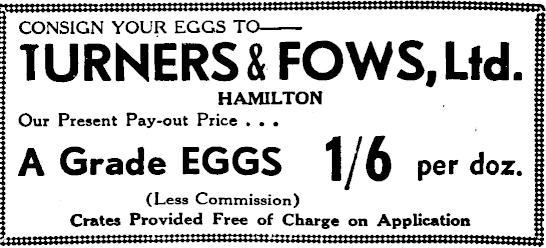 CONSIGN YOUR EGGS TO——
TURNERS & FOWS, Ltd.
HAMILTON
Our Present Pay-out Price . . .
A Grade EGGS 1/6 per doz.
(Less Commission)
Crates Provided Free of Charge on Application